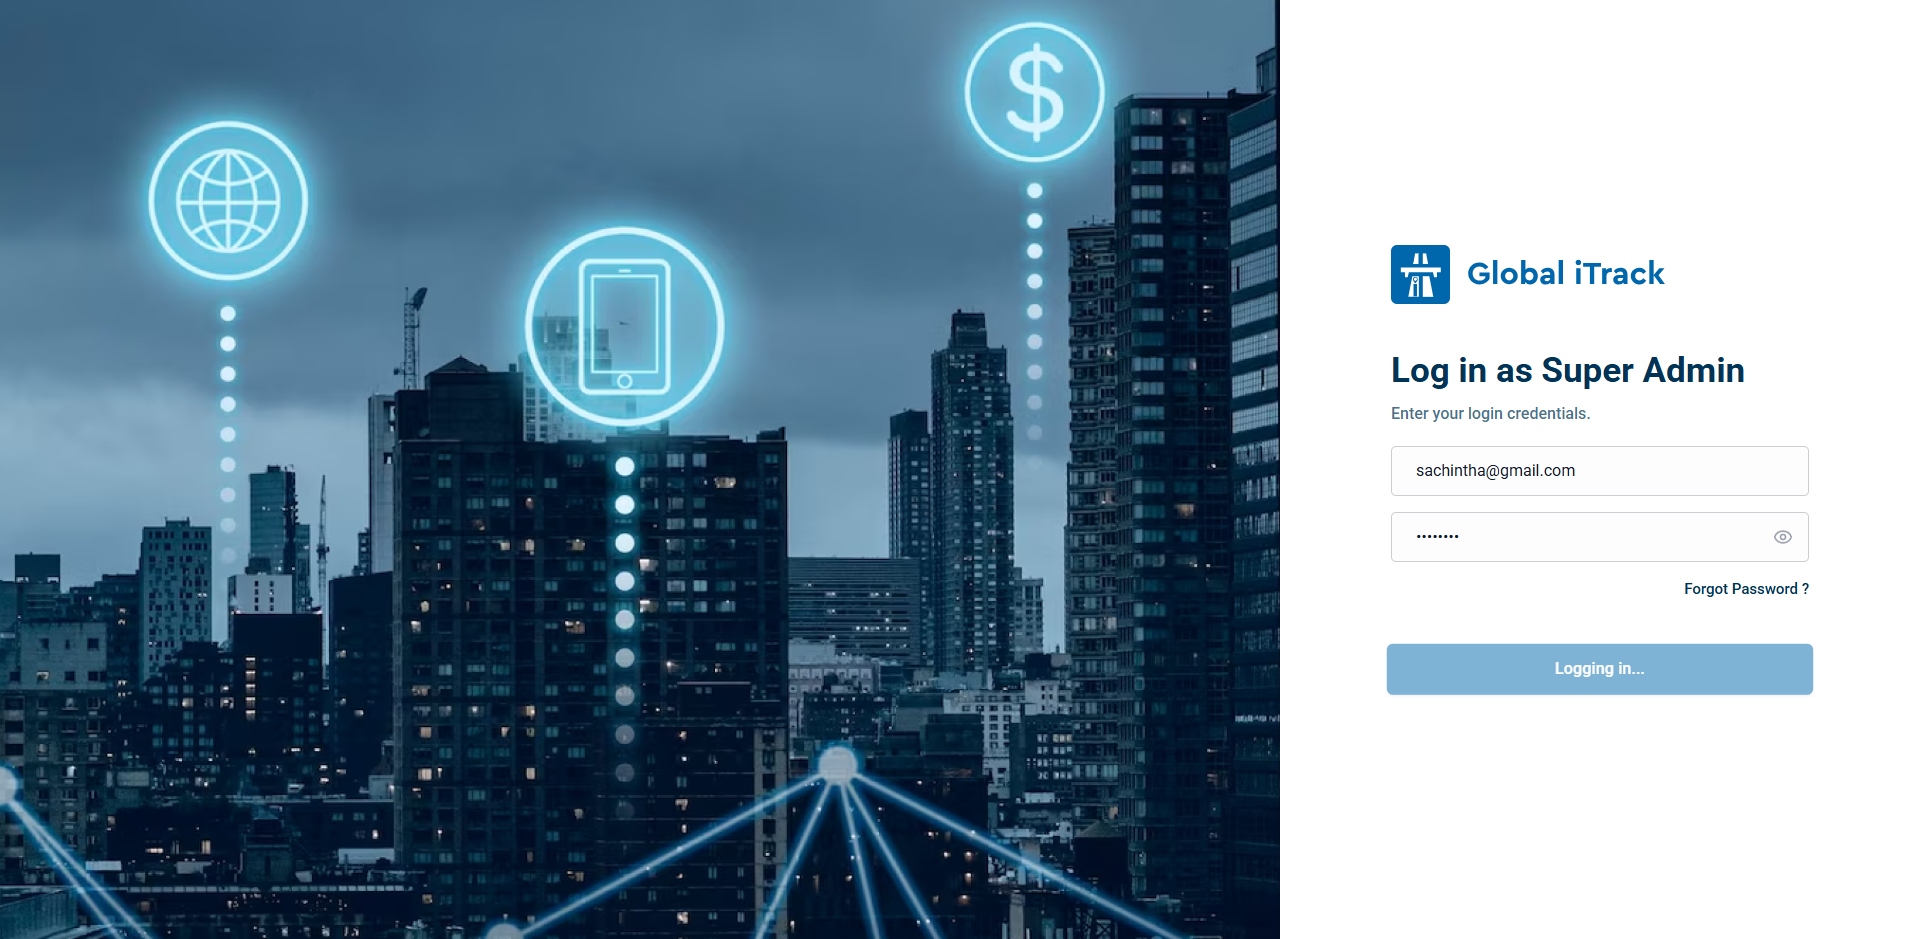 Global iTrack
Log in as Super Admin
Enter your login credentials.
sachintha@gmail.com
••••••••
Forgot Password ?
Logging in...